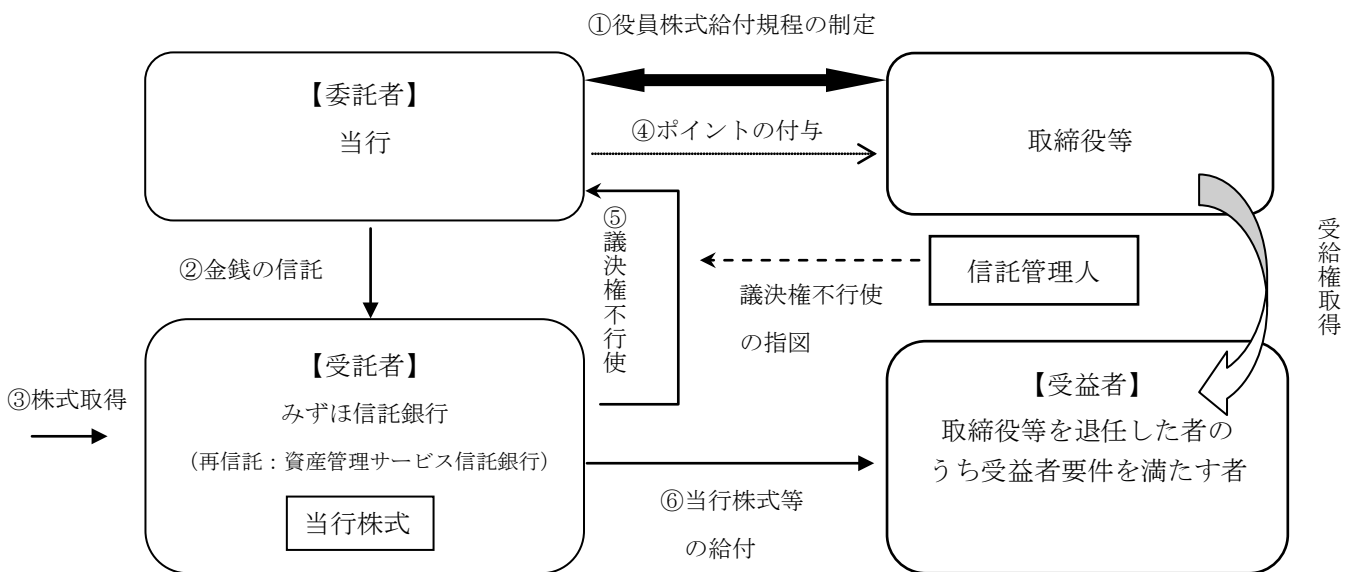 ①役員株式給付規程の制定
【委託者】
当行
④ポイントの付与
取締役等
②金銭の信託
⑤議決権不行使
議決権不行使
の指図
信託管理人
受給権取得
③株式取得
【受託者】
みずほ信託銀行
（再信託：資産管理サービス信託銀行）
当行株式
⑥当行株式等
の給付
【受益者】
取締役等を退任した者の
うち受益者要件を満たす者